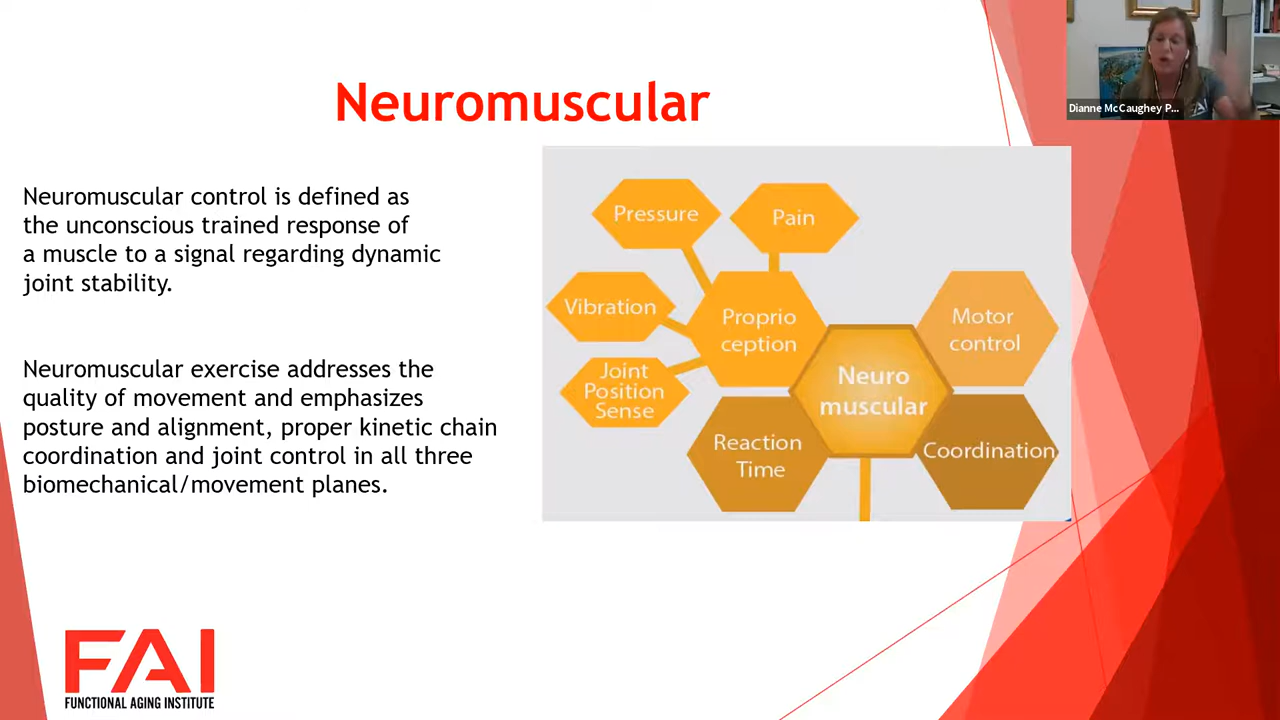 Neuromuscular
Dianne McCaughey P...
Neuromuscular control is defined as
the unconscious trained response of
a muscle to a signal regarding dynamic
joint stability.
Neuromuscular exercise addresses the
quality of movement and emphasizes
posture and alignment, proper kinetic chain
coordination and joint control in all three
biomechanical/movement planes.
Pressure
Pain
Vibration
Proprio
ception
Joint
Position
Sense
Motor
control
Neuro
muscular
Reaction
Time
Coordination
FAI
FUNCTIONAL AGING INSTITUTE